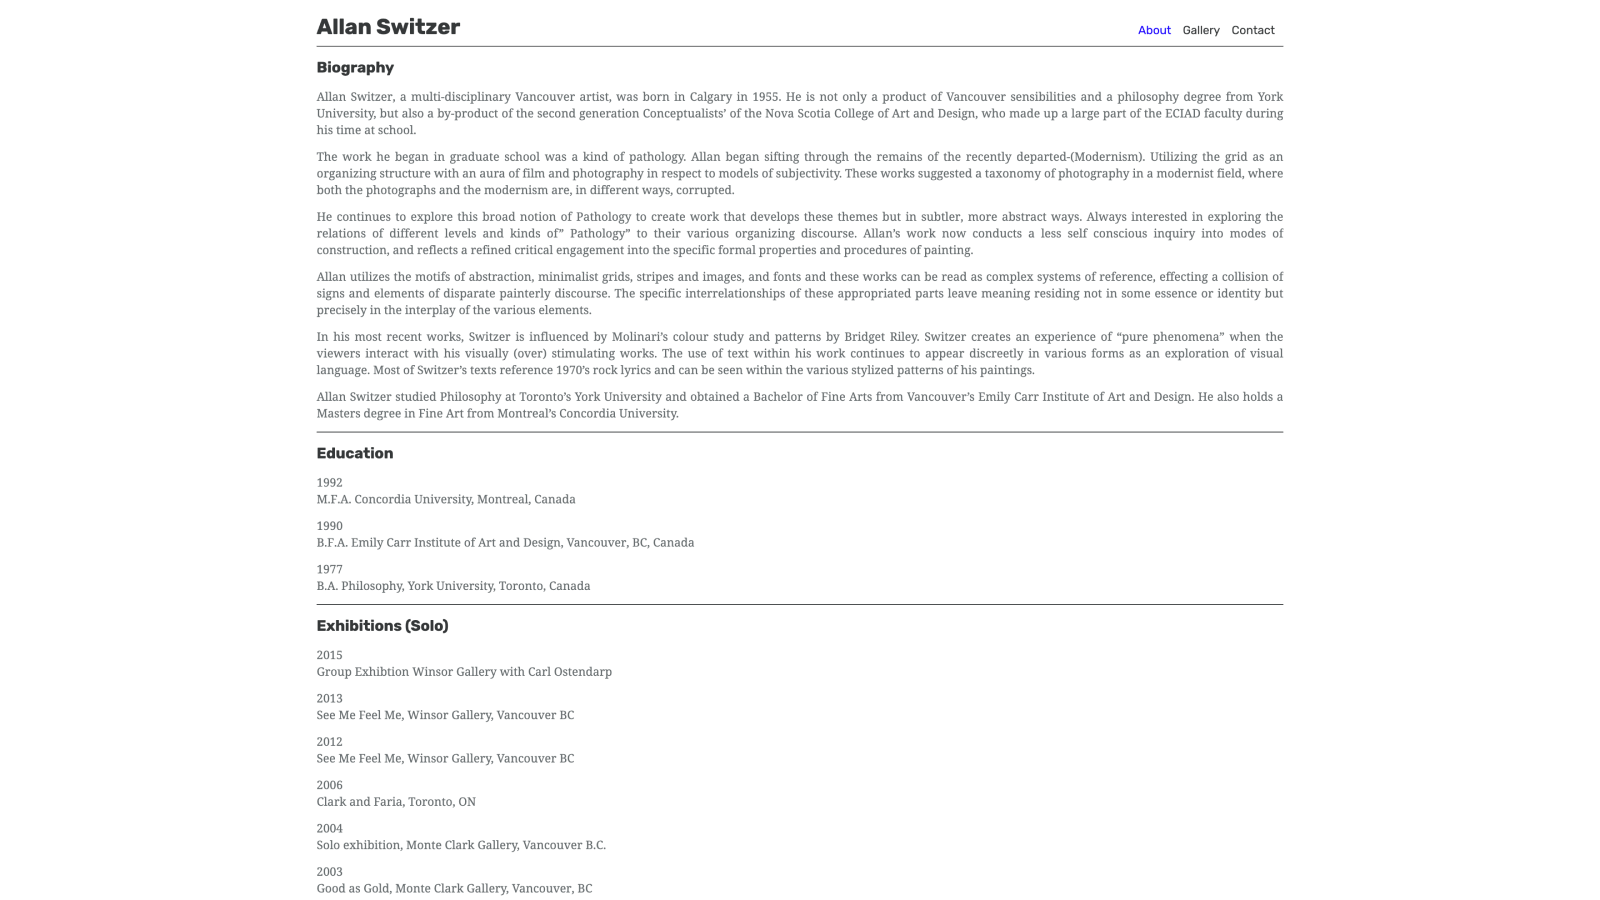 Allan Switzer
About Gallery Contact
Biography
Allan Switzer, a multi-disciplinary Vancouver artist, was born in Calgary in 1955. He is not only a product of Vancouver sensibilities and a philosophy degree from York
University, but also a by-product of the second generation Conceptualists’ of the Nova Scotia College of Art and Design, who made up a large part of the ECIAD faculty during
his time at school.
The work he began in graduate school was a kind of pathology. Allan began sifting through the remains of the recently departed-(Modernism). Utilizing the grid as an
organizing structure with an aura of film and photography in respect to models of subjectivity. These works suggested a taxonomy of photography in a modernist field, where
both the photographs and the modernism are, in different ways, corrupted.
He continues to explore this broad notion of Pathology to create work that develops these themes but in subtler, more abstract ways. Always interested in exploring the
relations of different levels and kinds of” Pathology” to their various organizing discourse. Allan’s work now conducts a less self conscious inquiry into modes of
construction, and reflects a refined critical engagement into the specific formal properties and procedures of painting.
Allan utilizes the motifs of abstraction, minimalist grids, stripes and images, and fonts and these works can be read as complex systems of reference, effecting a collision of
signs and elements of disparate painterly discourse. The specific interrelationships of these appropriated parts leave meaning residing not in some essence or identity but
precisely in the interplay of the various elements.
In his most recent works, Switzer is influenced by Molinari’s colour study and patterns by Bridget Riley. Switzer creates an experience of “pure phenomena” when the
viewers interact with his visually (over) stimulating works. The use of text within his work continues to appear discreetly in various forms as an exploration of visual
language. Most of Switzer’s texts reference 1970’s rock lyrics and can be seen within the various stylized patterns of his paintings.
Allan Switzer studied Philosophy at Toronto’s York University and obtained a Bachelor of Fine Arts from Vancouver’s Emily Carr Institute of Art and Design. He also holds a
Masters degree in Fine Art from Montreal’s Concordia University.
Education
1992
M.F.A. Concordia University, Montreal, Canada
1990
B.F.A. Emily Carr Institute of Art and Design, Vancouver, BC, Canada
1977
B.A. Philosophy, York University, Toronto, Canada
Exhibitions (Solo)
2015
Group Exhibtion Winsor Gallery with Carl Ostendarp
2013
See Me Feel Me, Winsor Gallery, Vancouver BC
2012
See Me Feel Me, Winsor Gallery, Vancouver BC
2006
Clark and Faria, Toronto, ON
2004
Solo exhibition, Monte Clark Gallery, Vancouver B.C.
2003
Good as Gold, Monte Clark Gallery, Vancouver, BC